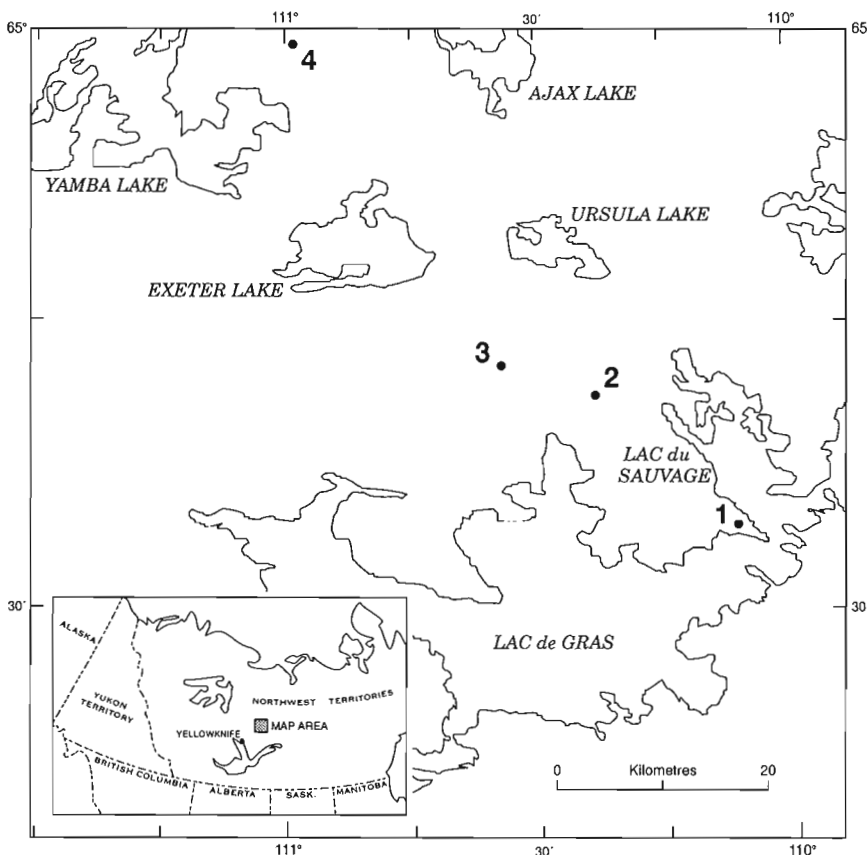 111°
30´
110°
65°
65°
4
AJAX LAKE
YAMBA LAKE
URSULA LAKE
EXETER LAKE
3
2
LAC du
SAUVAGE
1
30´
30
LAC de GRAS
ALASKA
YUKON
TERRITORY
NORTHWEST TERRITORIES
YELLOWKNIFE
MAP AREA
BRITISH COLUMBIA
ALBERTA
SASK.
MANITOBA
0 Kilometres 20
111°
30´
110°